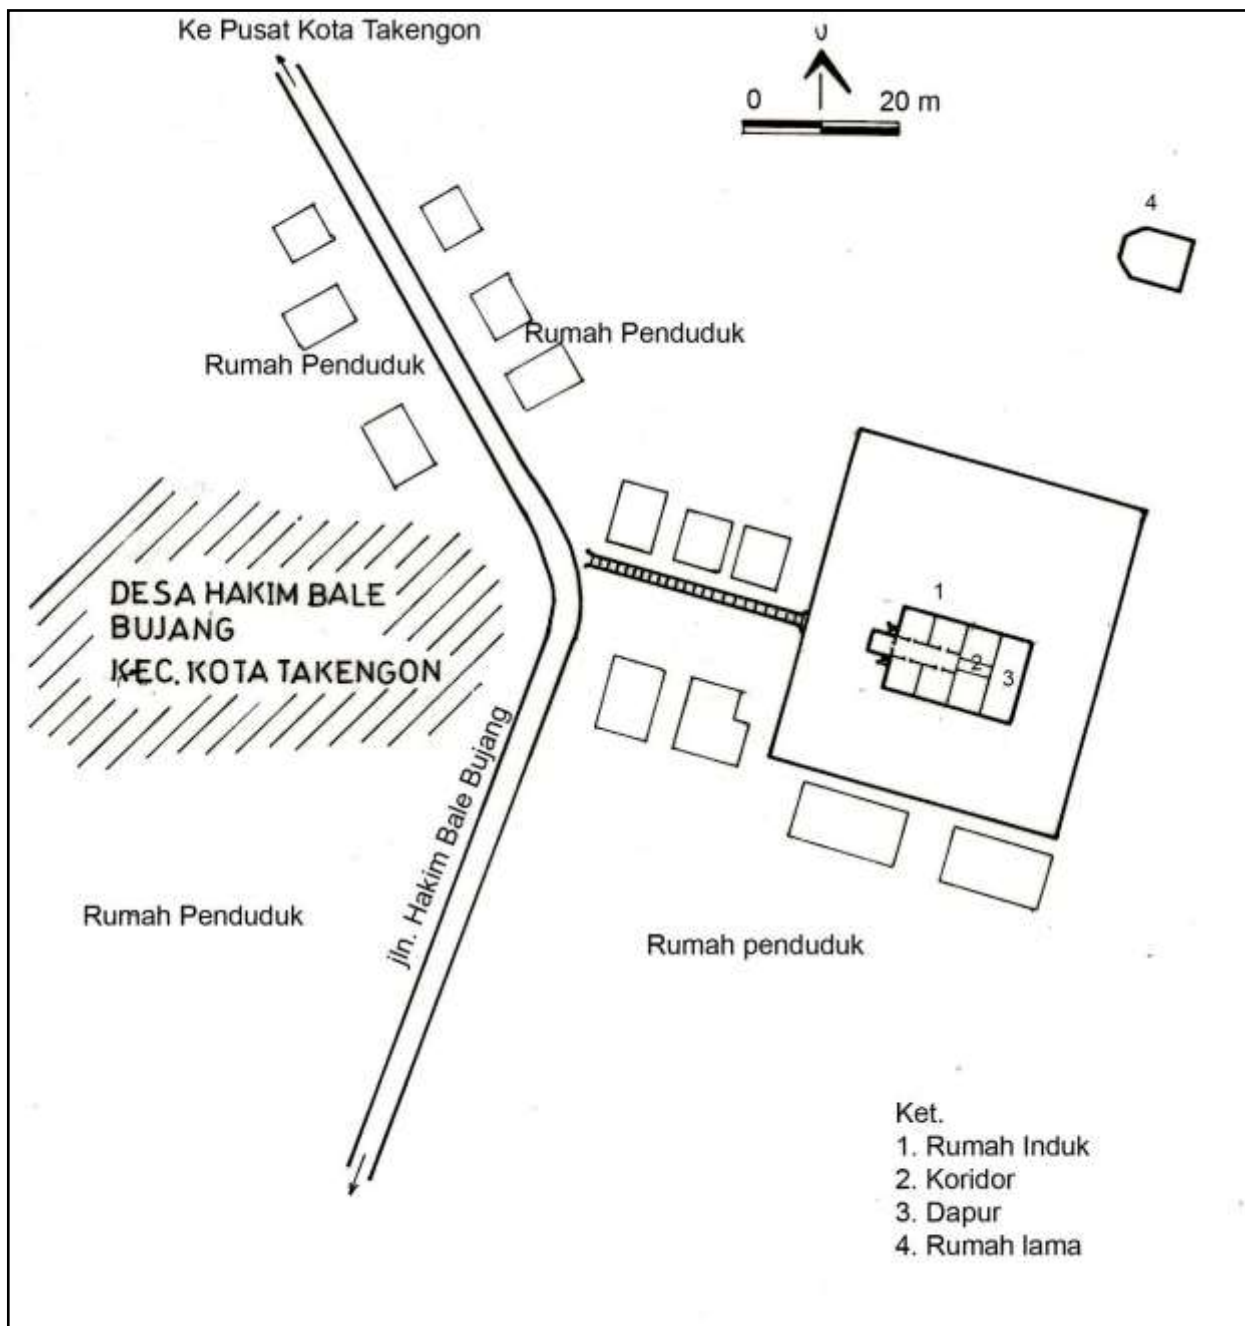 Ke Pusat Kota Takengon
0 20 m
4
Rumah Penduduk
Rumah Penduduk
DESA HAKIM BALE
BUJANG
KEC. KOTA TAKENGON
1
2
3
jln. Hakim Bale Bujang
Rumah Penduduk
Rumah penduduk
Ket.
1. Rumah Induk
2. Koridor
3. Dapur
4. Rumah lama